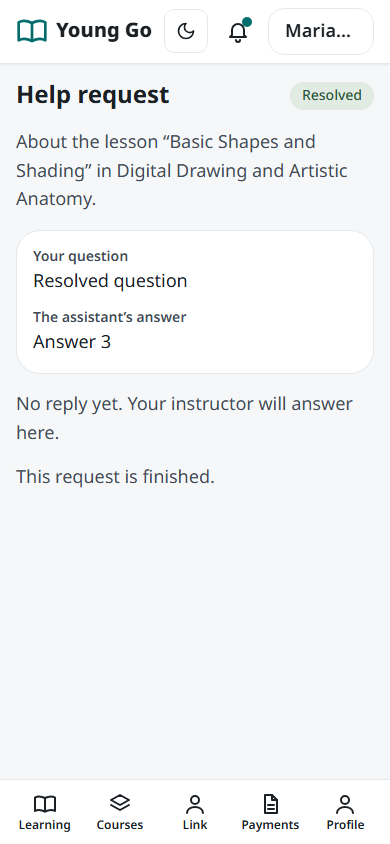 Young Go
Maria...
Help request
Resolved
About the lesson “Basic Shapes and
Shading” in Digital Drawing and Artistic
Anatomy.
Your question
Resolved question
The assistant’s answer
Answer 3
No reply yet. Your instructor will answer
here.
This request is finished.
Learning
Courses
Link
Payments
Profile